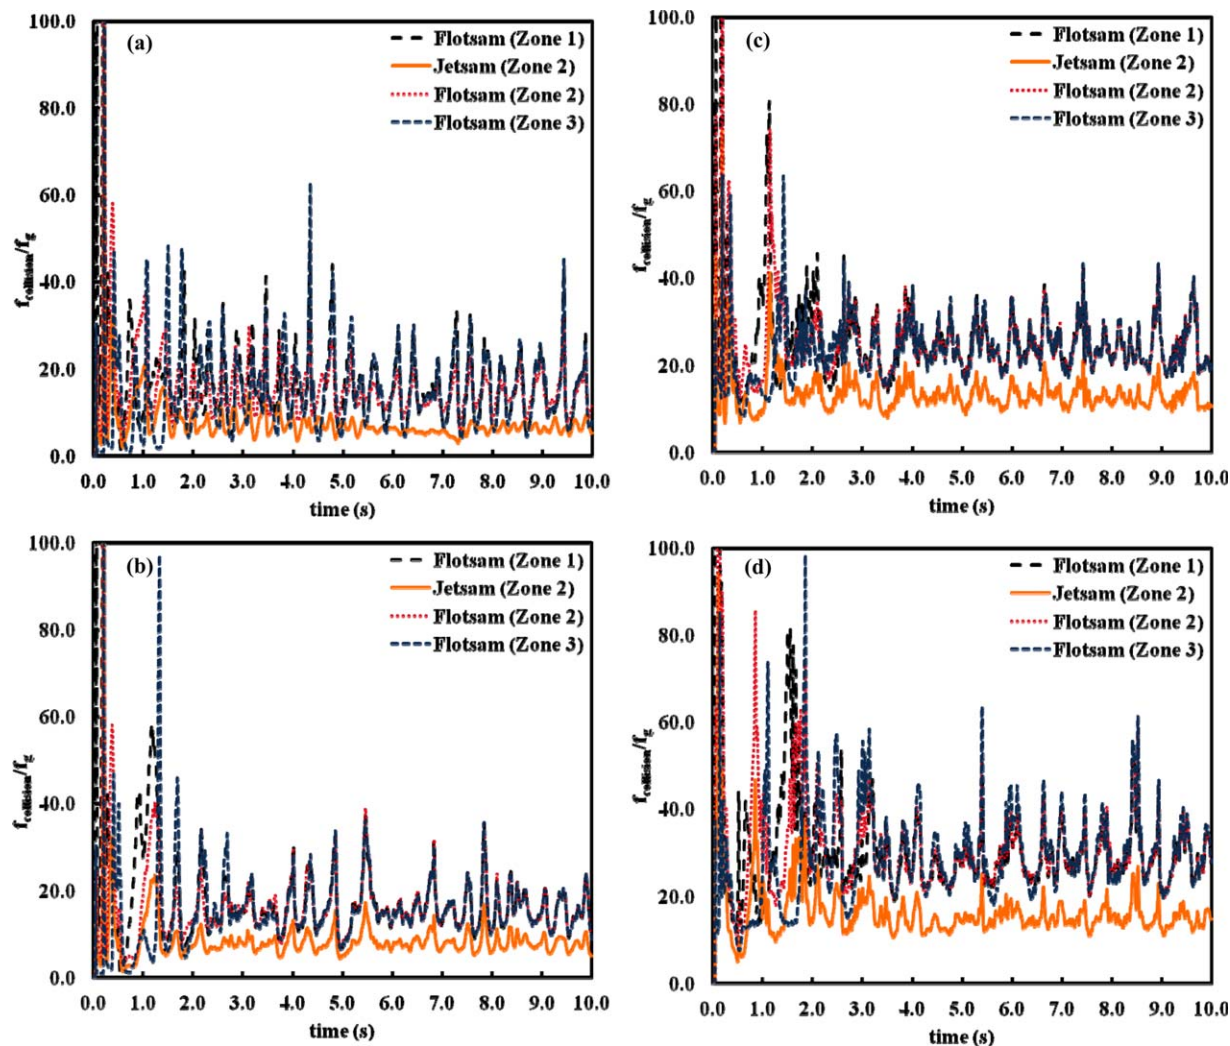 (a)
Flotsam (Zone 1)
Jetsam (Zone 2)
Flotsam (Zone 2)
Flotsam (Zone 3)
100.0
80.0
60.0
40.0
20.0
0.0
fcollision/fg
0.0 1.0 2.0 3.0 4.0 5.0 6.0 7.0 8.0 9.0 10.0
time (s)
(c)
Flotsam (Zone 1)
Jetsam (Zone 2)
Flotsam (Zone 2)
Flotsam (Zone 3)
100.0
80.0
60.0
40.0
20.0
0.0
fcollision/fg
0.0 1.0 2.0 3.0 4.0 5.0 6.0 7.0 8.0 9.0 10.0
time (s)
(b)
Flotsam (Zone 1)
Jetsam (Zone 2)
Flotsam (Zone 2)
Flotsam (Zone 3)
100.0
80.0
60.0
40.0
20.0
0.0
fcollision/fg
0.0 1.0 2.0 3.0 4.0 5.0 6.0 7.0 8.0 9.0 10.0
time (s)
(d)
Flotsam (Zone 1)
Jetsam (Zone 2)
Flotsam (Zone 2)
Flotsam (Zone 3)
100.0
80.0
60.0
40.0
20.0
0.0
fcollision/fg
0.0 1.0 2.0 3.0 4.0 5.0 6.0 7.0 8.0 9.0 10.0
time (s)